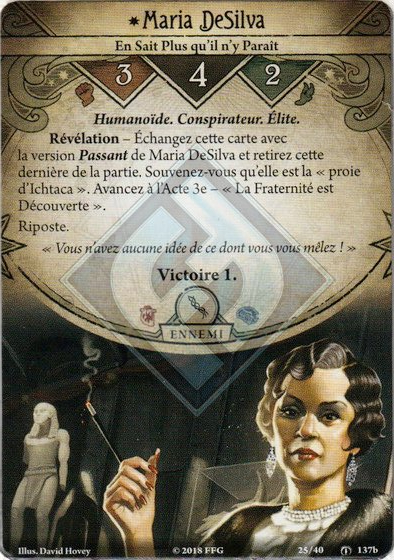 Maria DeSilva
En Sait Plus qu'il n'y Paraît
3 4 2
Humanoïde. Conspirateur. Élite.
Révélation – Échangez cette carte avec
la version Passant de Maria DeSilva et retirez cette
dernière de la partie. Souvenez-vous qu'elle est la « proie
d'Ichtaca ». Avancez à l'Acte 3e – « La Fraternité est
Découverte ».
Riposte.
« Vous n'avez aucune idée de ce dont vous vous mêlez ! »
Victoire 1.
ENNEMI
Illus. David Hovey © 2018 FFG 25/40 137b